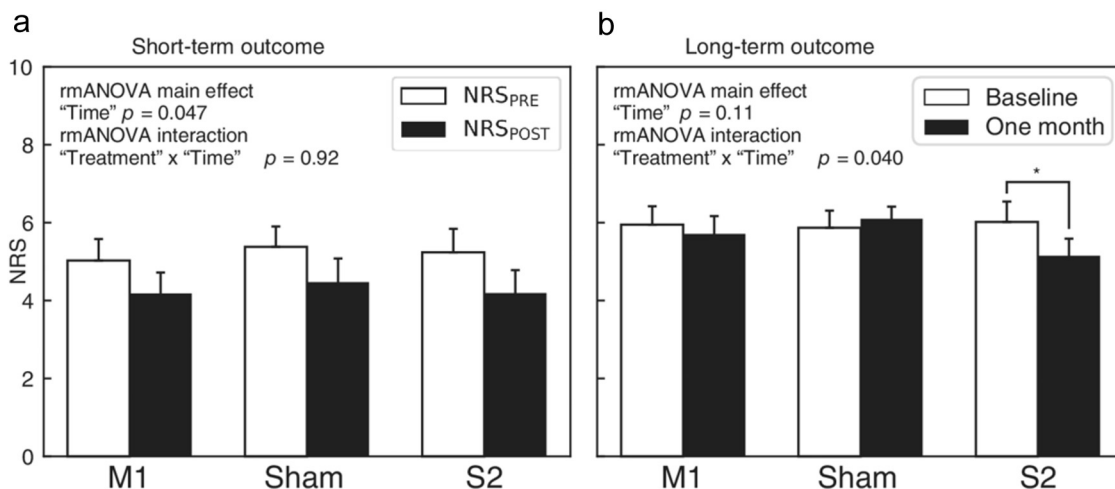 a
Short-term outcome
rmANOVA main effect
“Time” p = 0.047
rmANOVA interaction
“Treatment” x “Time” p = 0.92
NRSPRE
NRSPOST
NRS
10
8
6
4
2
0
M1 Sham S2
b
Long-term outcome
rmANOVA main effect
“Time” p = 0.11
rmANOVA interaction
“Treatment” x “Time” p = 0.040
Baseline
One month
*
M1 Sham S2